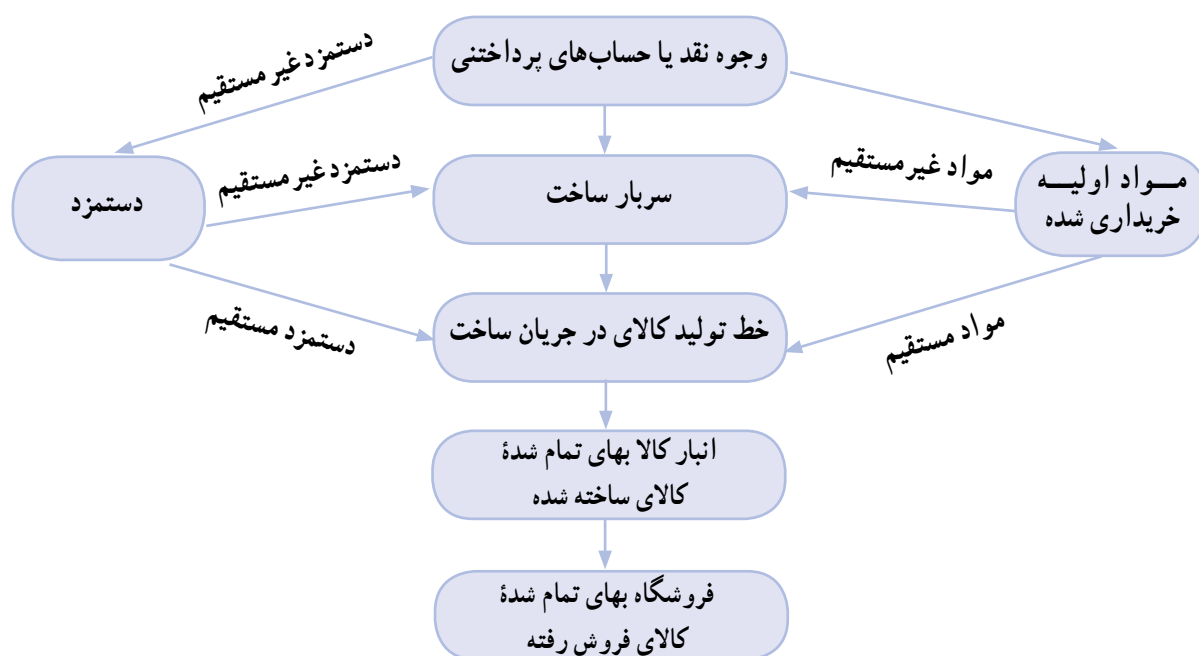 وجوه نقد یا حساب‌های پرداختنی
دستمزد غیر مستقیم
مواد اولیه
خریداری شده
مواد غیر مستقیم
سربار ساخت
دستمزد غیر مستقیم
دستمزد
مواد مستقیم
خط تولید کالای در جریان ساخت
دستمزد مستقیم
انبار کالا بهای تمام شدهٔ
کالای ساخته شده
فروشگاه بهای تمام شدهٔ
کالای فروش رفته